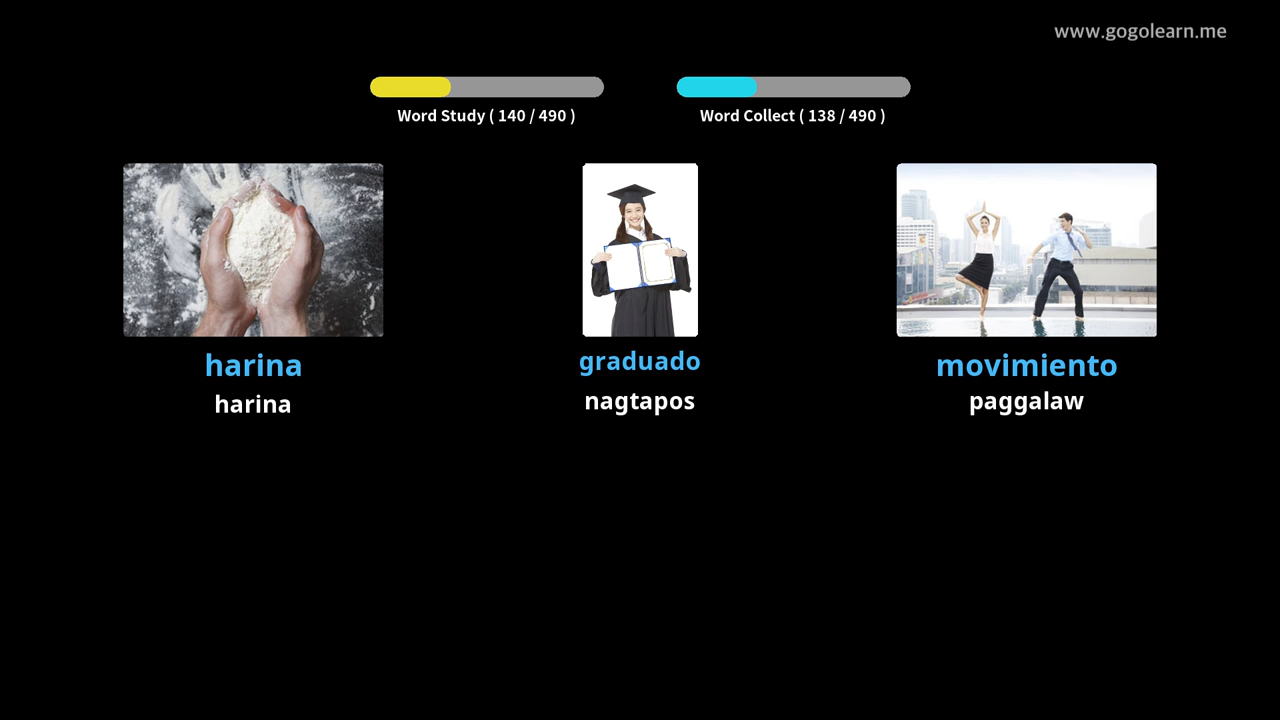 www.gogolearn.me
Word Study ( 140 / 490 )
Word Collect ( 138 / 490 )
harina
harina
graduado
nagtapos
movimiento
paggalaw